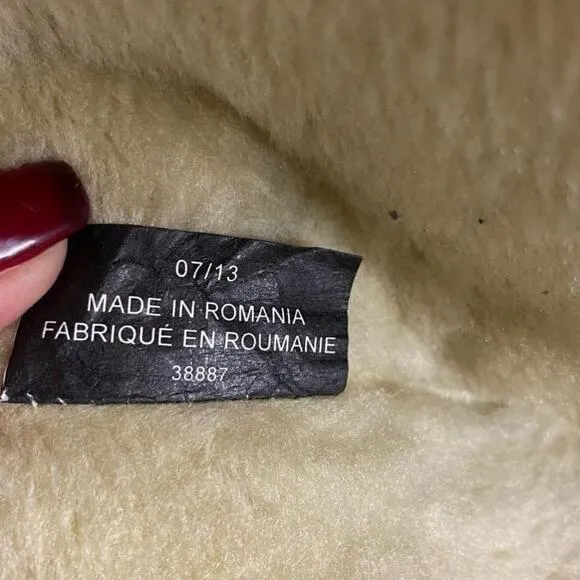 07/13
MADE IN ROMANIA
FABRIQUÉ EN ROUMANIE
38887